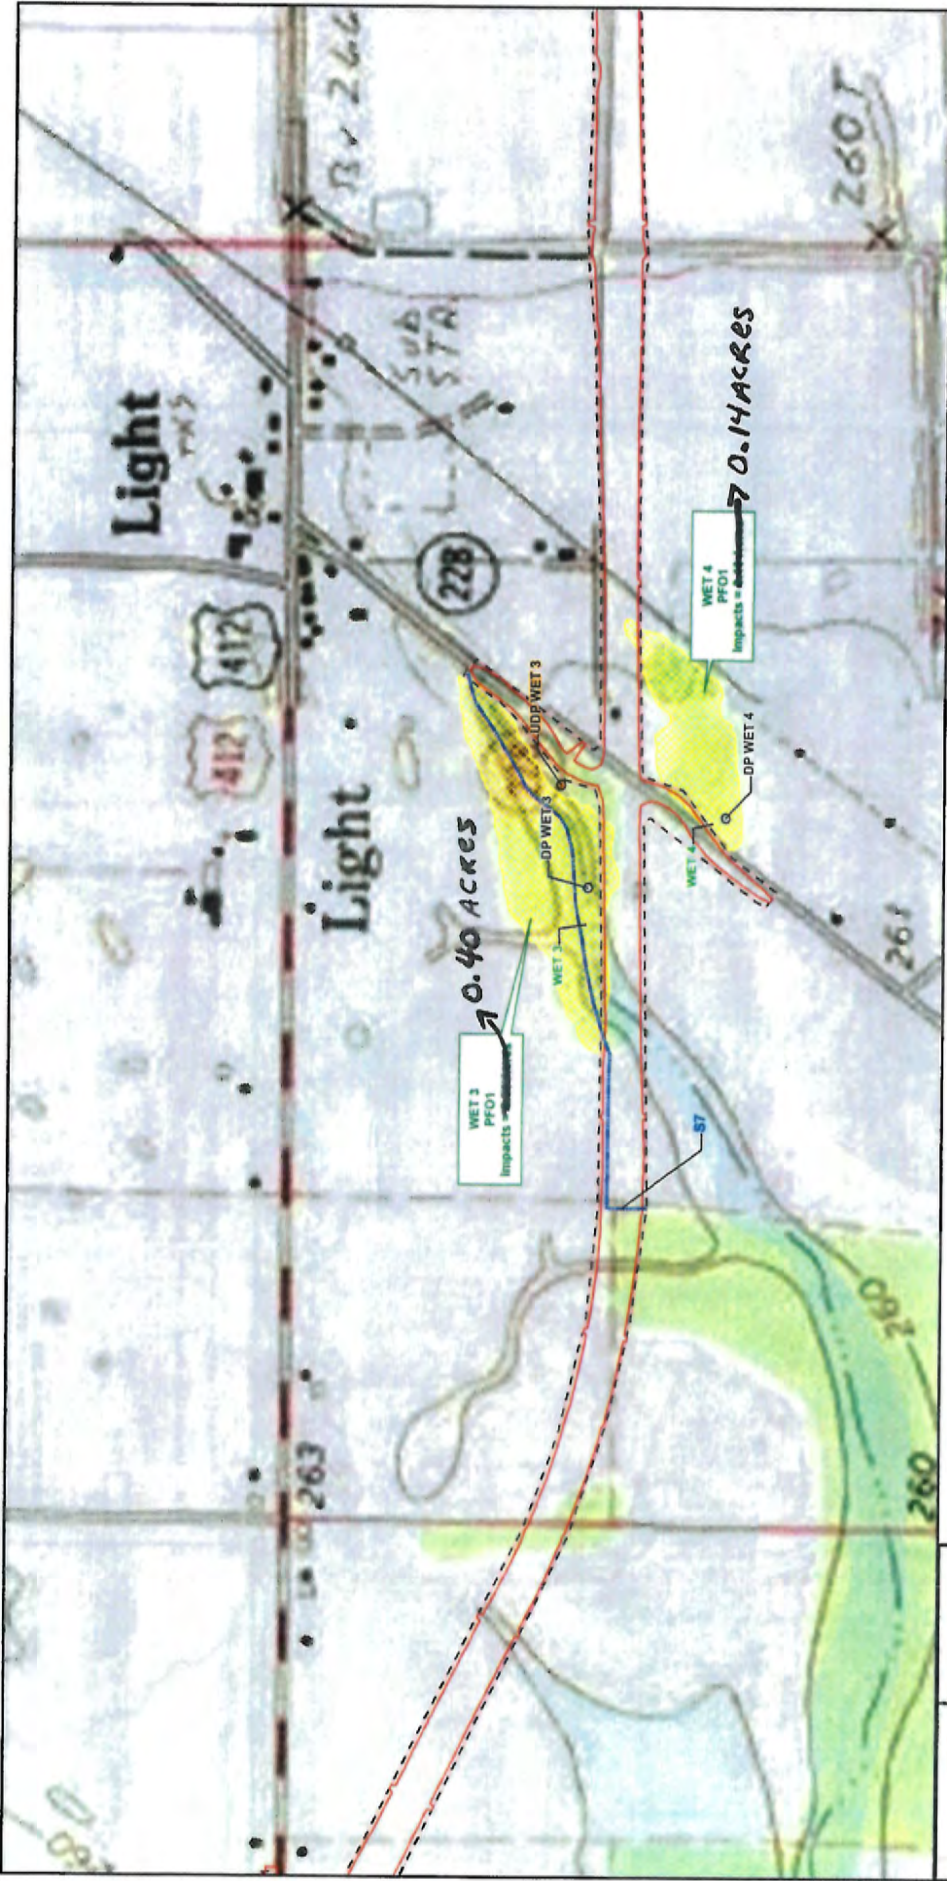 Light
Light
412
412
228
Br 266
SUB
STA
260T
263
261
260
260
260
WET 3
PFO1
Impacts =
0.40 ACRES
WET 3
DP WET 3
UDP WET 3
WET 4
PFO1
Impacts =
0.14 ACRES
WET 4
DP WET 4
S7